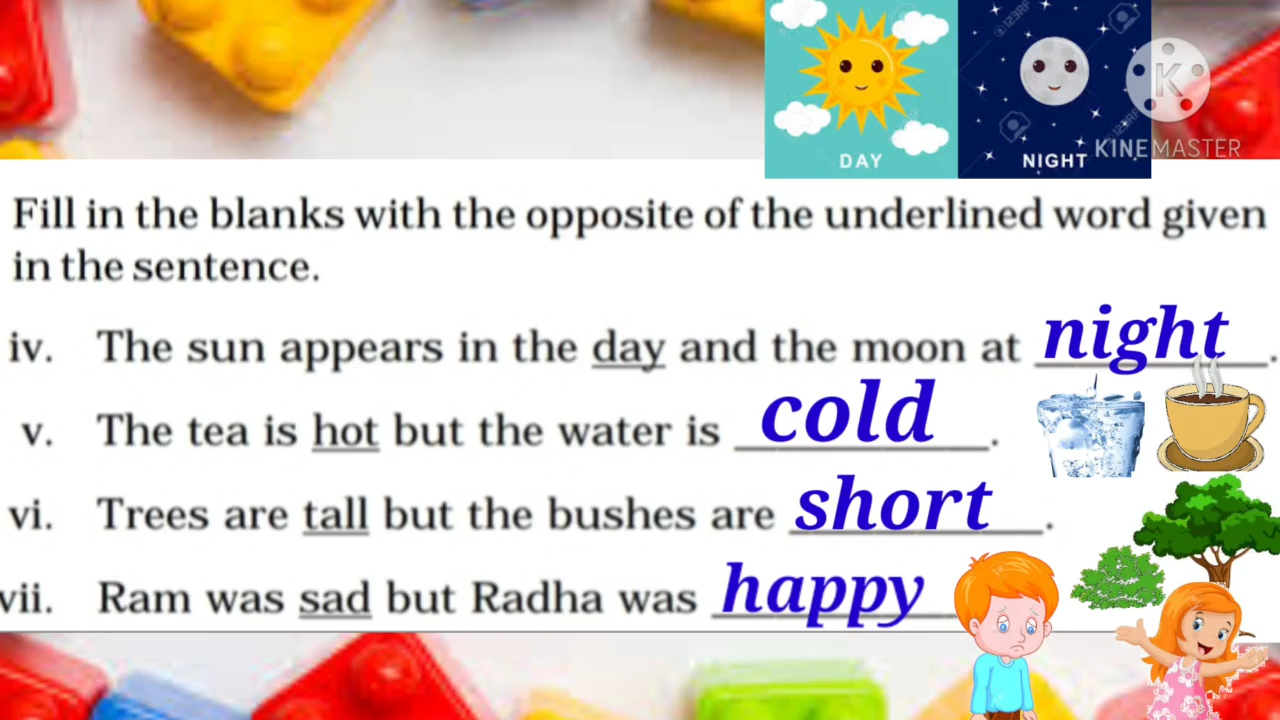 DAY
NIGHT
KINEMASTER
Fill in the blanks with the opposite of the underlined word given
in the sentence.
iv. The sun appears in the day and the moon at night.
v. The tea is hot but the water is cold.
vi. Trees are tall but the bushes are short.
vii. Ram was sad but Radha was happy